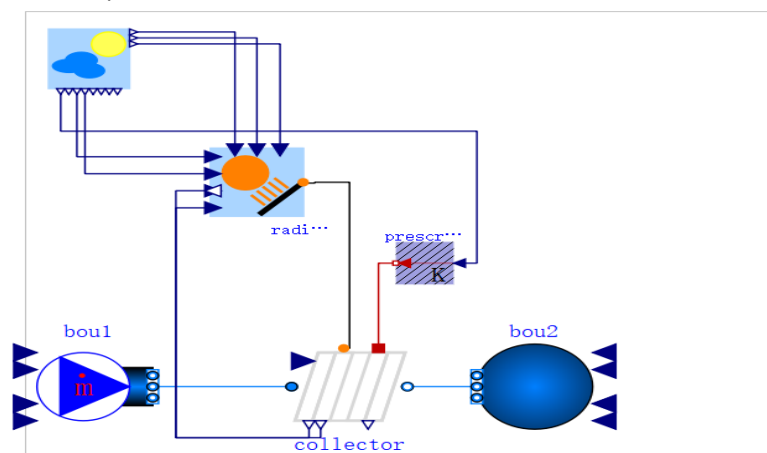 radi···
prescr···
K
bou1
bou2
ṁ
collector